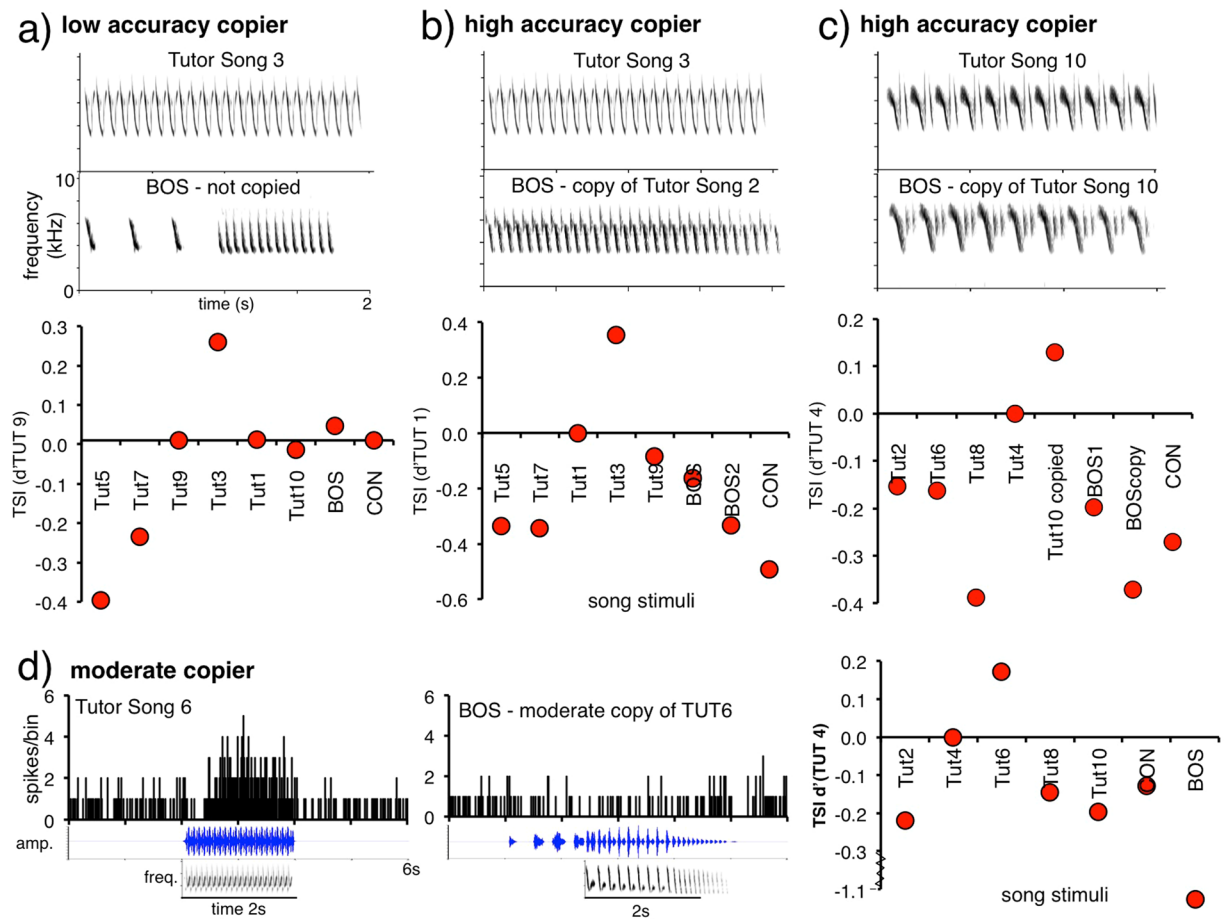 a) low accuracy copier
Tutor Song 3
BOS - not copied
10
frequency
(kHz)
0
time (s)
2
TSI (d'TUT 9)
0.3
0.2
0.1
0.0
-0.1
-0.2
-0.3
-0.4
Tut5
Tut7
Tut9
Tut3
Tut1
Tut10
BOS
CON
b) high accuracy copier
Tutor Song 3
BOS - copy of Tutor Song 2
TSI (d'TUT 1)
0.4
0.2
0.0
-0.2
-0.4
-0.6
Tut5
Tut7
Tut1
Tut3
Tut9
BOS
BOS2
CON
song stimuli
c) high accuracy copier
Tutor Song 10
BOS - copy of Tutor Song 10
TSI (d'TUT 4)
0.2
0.1
0.0
-0.1
-0.2
-0.3
-0.4
Tut2
Tut6
Tut8
Tut4
Tut10 copied
BOS1
BOScopy
CON
d) moderate copier
Tutor Song 6
spikes/bin
6
4
2
0
amp.
6s
freq.
time 2s
BOS - moderate copy of TUT6
6
4
2
0
2s
TSI d'(TUT 4)
0.2
0.1
0.0
-0.1
-0.2
-0.3
-1.1
Tut2
Tut4
Tut6
Tut8
Tut10
CON
BOS
song stimuli